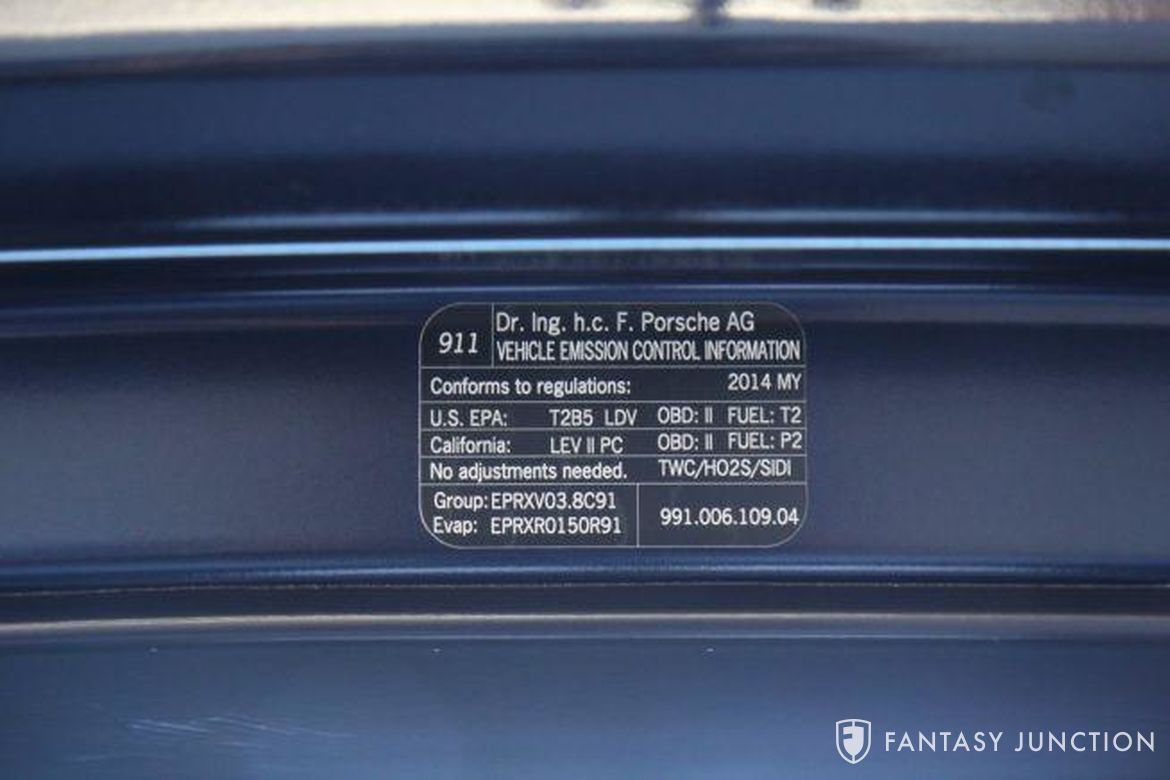 911
Dr. Ing. h.c. F. Porsche AG
VEHICLE EMISSION CONTROL INFORMATION
Conforms to regulations: 2014 MY
U.S. EPA: T2B5 LDV OBD: II FUEL: T2
California: LEV II PC OBD: II FUEL: P2
No adjustments needed. TWC/HO2S/SIDI
Group: EPRXV03.8C91
Evap: EPRXR0150R91
991.006.109.04
FANTASY JUNCTION